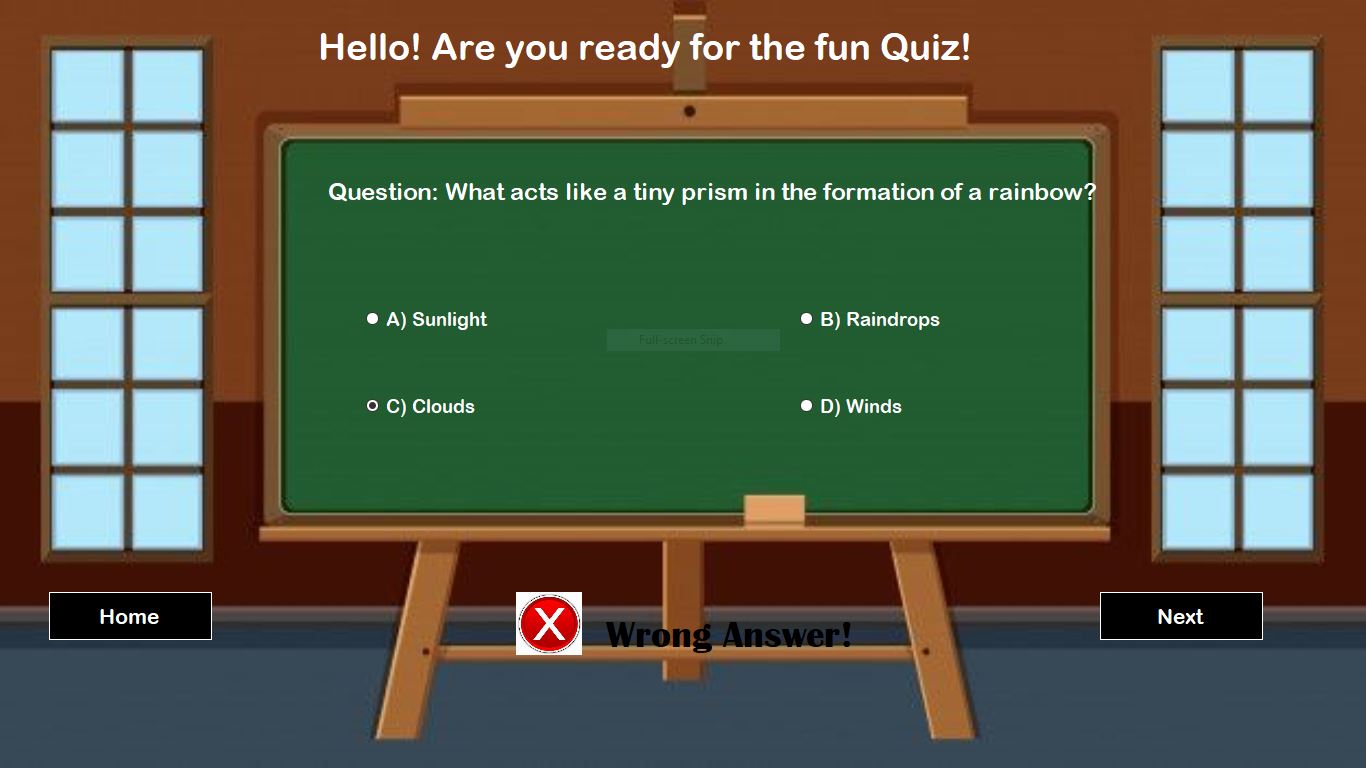 Hello! Are you ready for the fun Quiz!
Question: What acts like a tiny prism in the formation of a rainbow?
A) Sunlight
B) Raindrops
Full-screen Snip
C) Clouds
D) Winds
Home
X
Wrong Answer!
Next